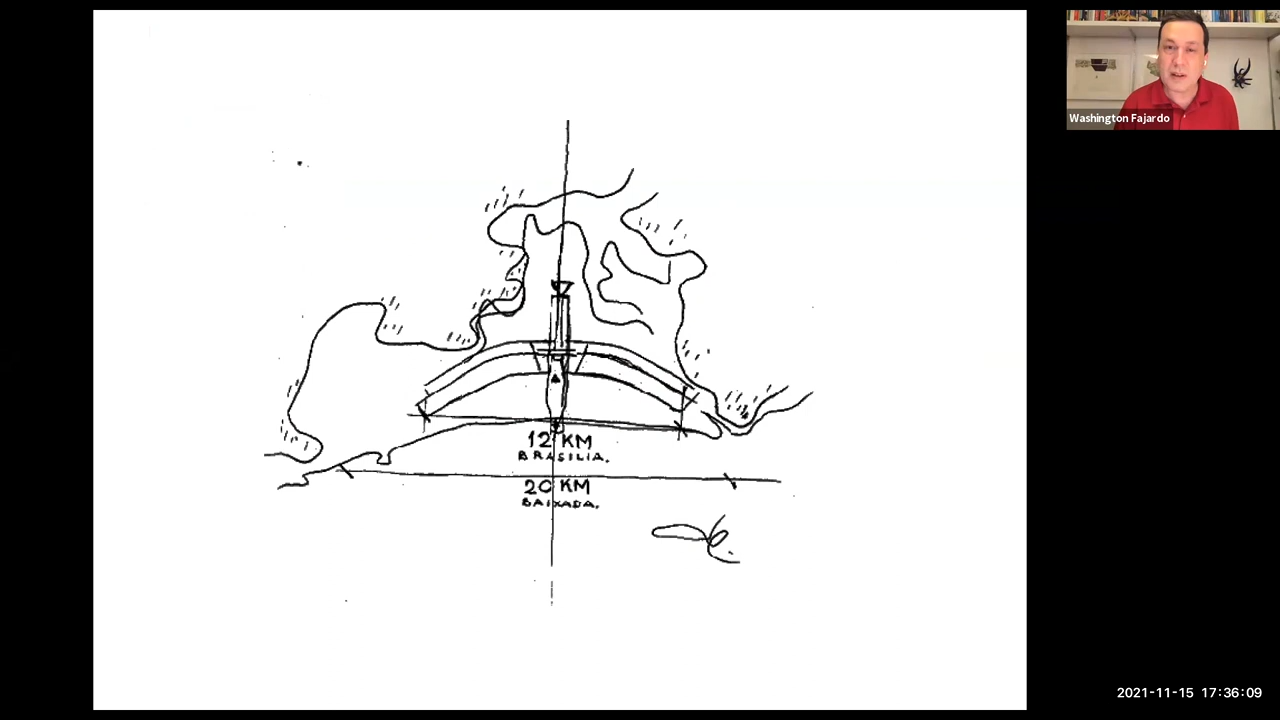 Washington Fajardo
12 KM
BRASILIA.
20 KM
BAIXADA.
2021-11-15 17:36:09